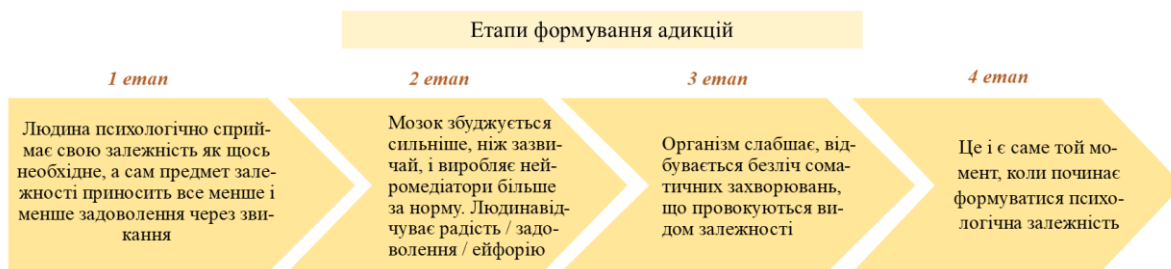 Етапи формування адикцій
1 етап
2 етап
3 етап
4 етап
Людина психологічно сприй-
має свою залежність як щось
необхідне, а сам предмет зале-
жності приносить все менше і
менше задоволення через зви-
кання
Мозок збуджується
сильніше, ніж зазви-
чай, і виробляє ней-
ромедіатори більше
за норму. Людинавід-
чуває радість / задо-
волення / ейфорію
Організм слабшає, від-
бувається безліч сома-
тичних захворювань,
що провокуються ви-
дом залежності
Це і є саме той мо-
мент, коли починає
формуватися психо-
логічна залежність